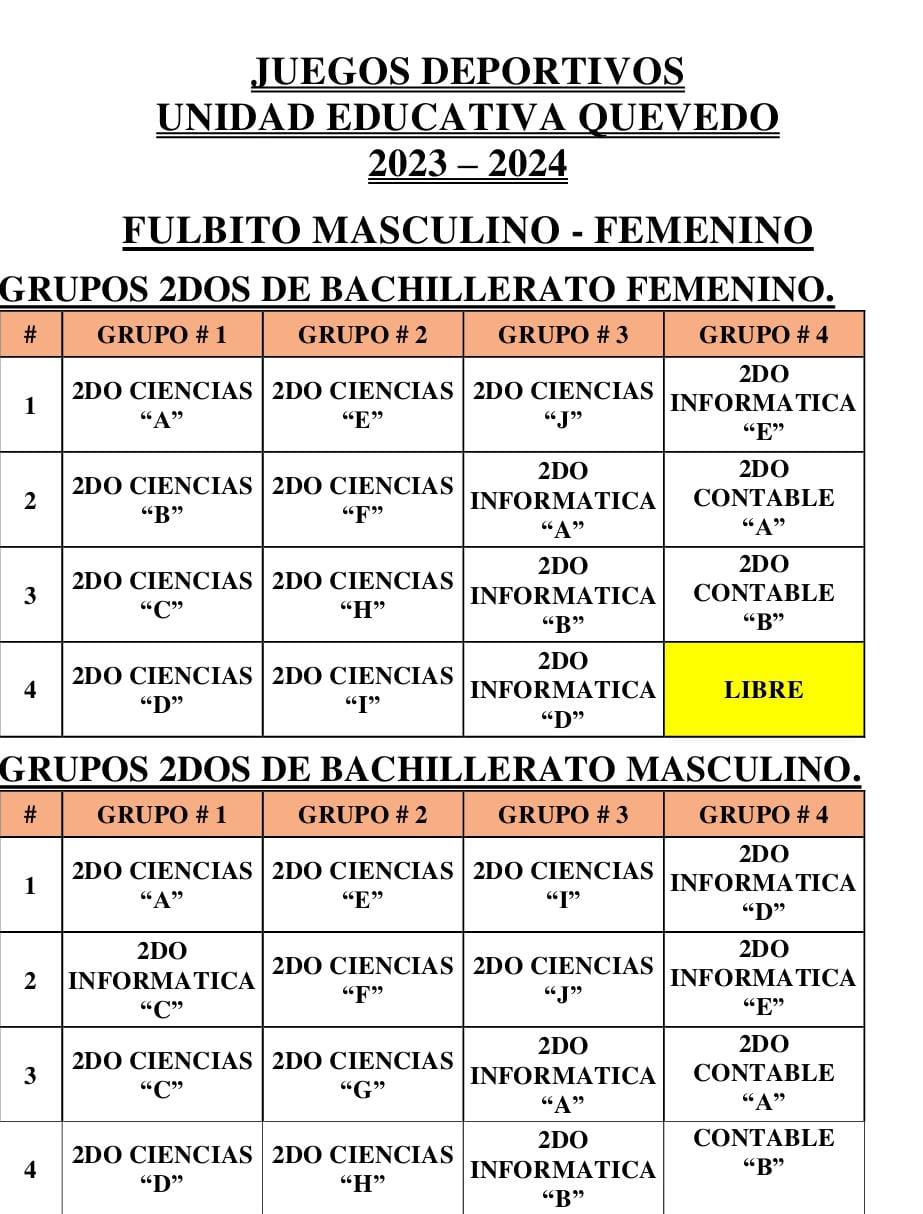 JUEGOS DEPORTIVOS
UNIDAD EDUCATIVA QUEVEDO
2023 – 2024
FULBITO MASCULINO - FEMENINO
GRUPOS 2DOS DE BACHILLERATO FEMENINO.
# GRUPO # 1 GRUPO # 2 GRUPO # 3 GRUPO # 4
1 2DO CIENCIAS “A” 2DO CIENCIAS “E” 2DO CIENCIAS “J” 2DO INFORMATICA “E”
2 2DO CIENCIAS “B” 2DO CIENCIAS “F” 2DO INFORMATICA “A” 2DO CONTABLE “A”
3 2DO CIENCIAS “C” 2DO CIENCIAS “H” 2DO INFORMATICA “B” 2DO CONTABLE “B”
4 2DO CIENCIAS “D” 2DO CIENCIAS “I” 2DO INFORMATICA “D” LIBRE
GRUPOS 2DOS DE BACHILLERATO MASCULINO.
# GRUPO # 1 GRUPO # 2 GRUPO # 3 GRUPO # 4
1 2DO CIENCIAS “A” 2DO CIENCIAS “E” 2DO CIENCIAS “I” 2DO INFORMATICA “D”
2 2DO INFORMATICA “C” 2DO CIENCIAS “F” 2DO CIENCIAS “J” 2DO INFORMATICA “E”
3 2DO CIENCIAS “C” 2DO CIENCIAS “G” 2DO INFORMATICA “A” 2DO CONTABLE “A”
4 2DO CIENCIAS “D” 2DO CIENCIAS “H” 2DO INFORMATICA “B” CONTABLE “B”